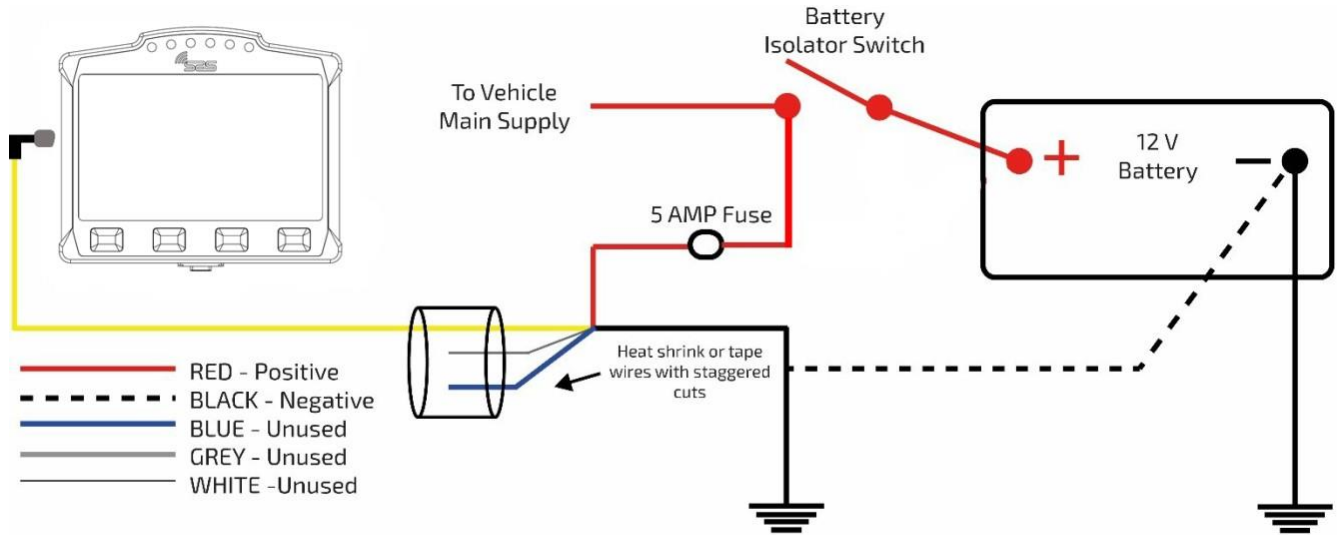 Battery
Isolator Switch
To Vehicle
Main Supply
12 V
Battery
+
–
5 AMP Fuse
Heat shrink or tape
wires with staggered
cuts
RED - Positive
BLACK - Negative
BLUE - Unused
GREY - Unused
WHITE -Unused